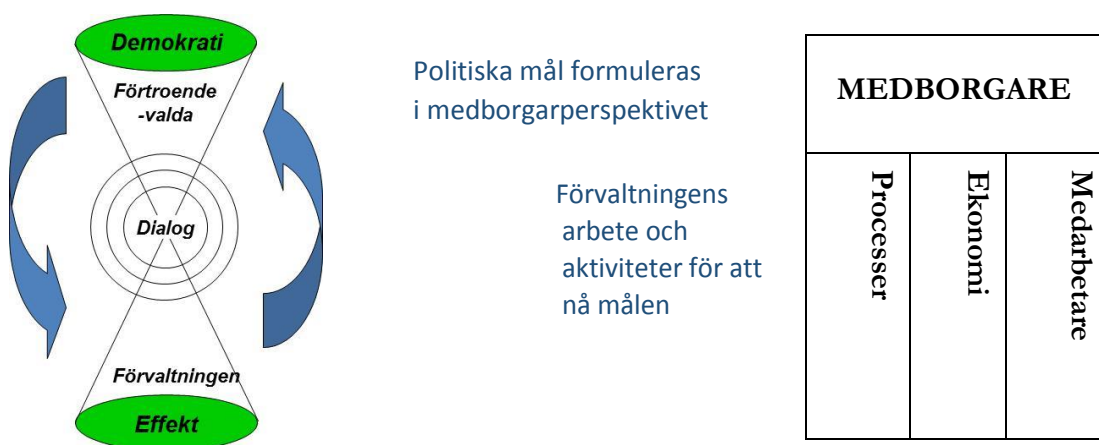 Demokrati
Förtroende
-valda
Dialog
Förvaltningen
Effekt
Politiska mål formuleras
i medborgarperspektivet
Förvaltningens
arbete och
aktiviteter för att
nå målen
MEDBORGARE
Processer
Ekonomi
Medarbetare